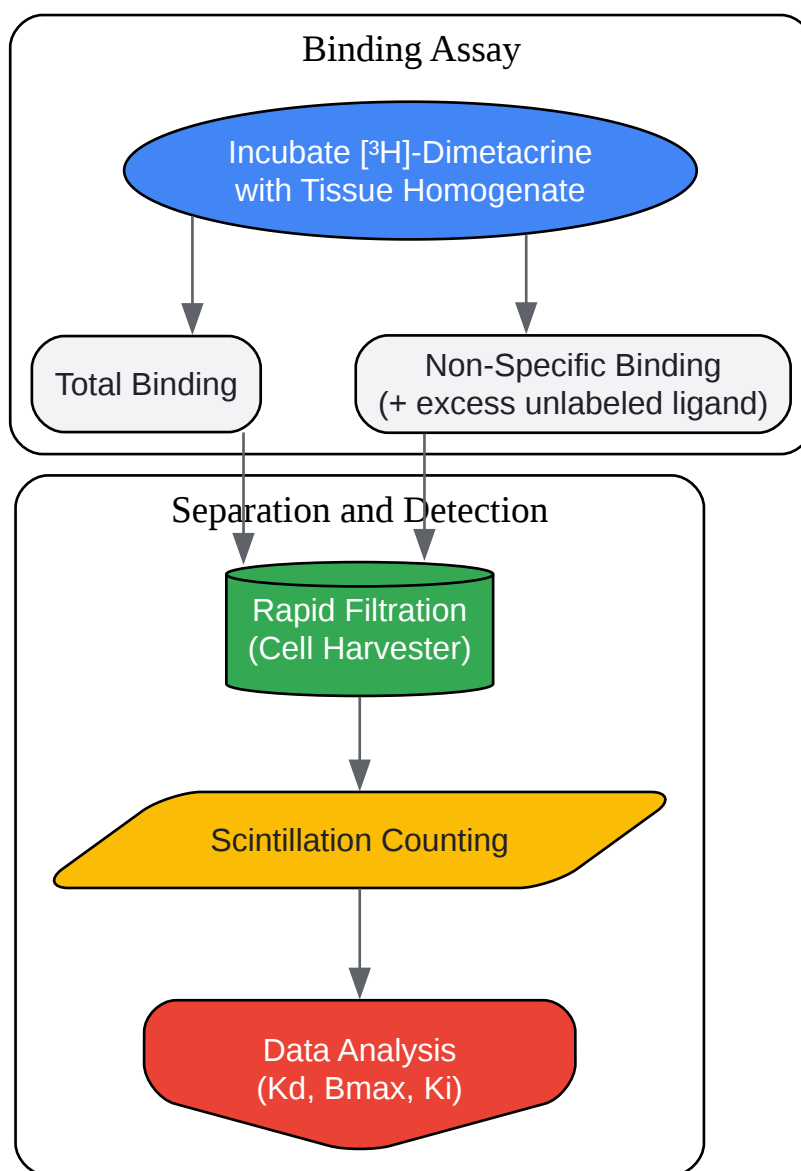 Binding Assay
Incubate [³H]-Dimetacrine
with Tissue Homogenate
Total Binding
Non-Specific Binding
(+ excess unlabeled ligand)
Separation and Detection
Rapid Filtration
(Cell Harvester)
Scintillation Counting
Data Analysis
(Kd, Bmax, Ki)